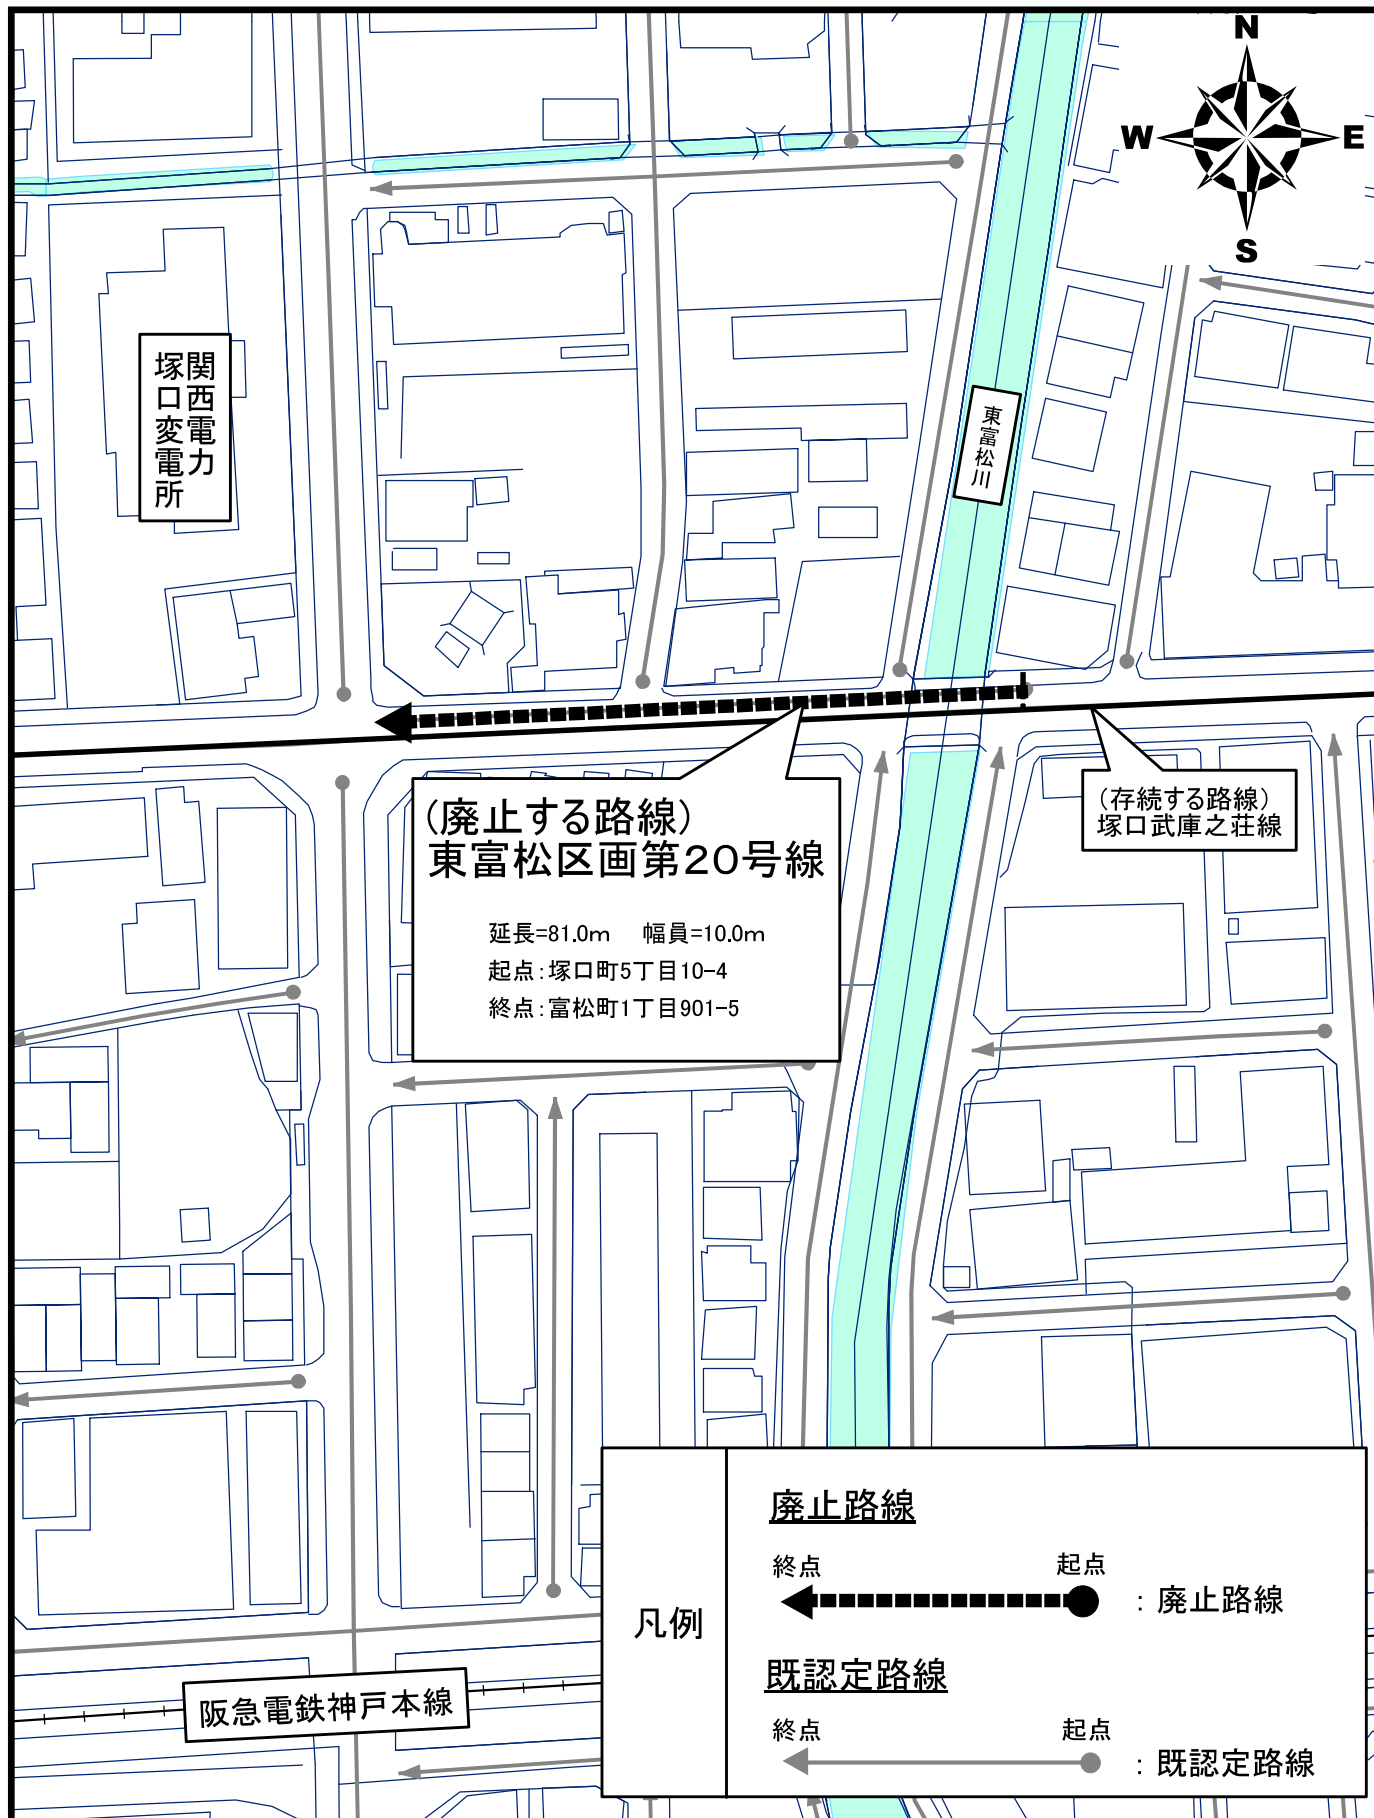 N
W
E
S
関西電力
塚口変電所
東富松川
(廃止する路線)
東富松区画第20号線
延長=81.0m　幅員=10.0m
起点:塚口町5丁目10-4
終点:富松町1丁目901-5
(存続する路線)
塚口武庫之荘線
凡例
廃止路線
終点　起点
:廃止路線
既認定路線
終点　起点
:既認定路線
阪急電鉄神戸本線